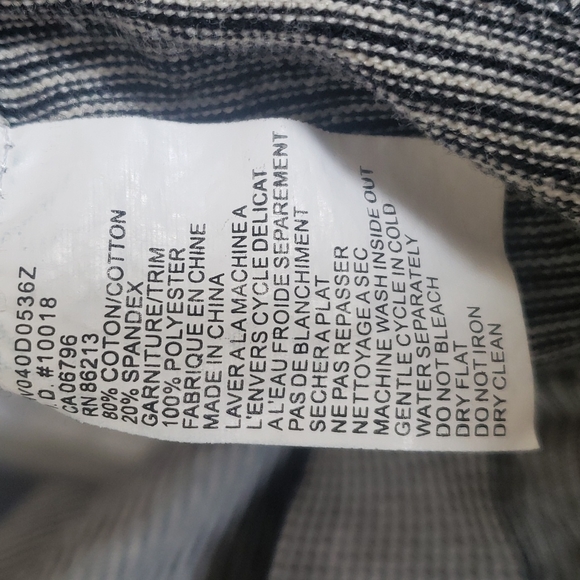 V040D0536Z
D. #10018
CA 06796
RN 86213
80% COTON/COTTON
20% SPANDEX
GARNITURE/TRIM
100% POLYESTER
FABRIQUE EN CHINE
MADE IN CHINA
LAVER A LA MACHINE A
L'ENVERS CYCLE DELICAT
A L'EAU FROIDE SEPAREMENT
PAS DE BLANCHIMENT
SECHER A PLAT
NE PAS REPASSER
NETTOYAGE A SEC
MACHINE WASH INSIDE OUT
GENTLE CYCLE IN COLD
WATER SEPARATELY
DO NOT BLEACH
DRY FLAT
DO NOT IRON
DRY CLEAN